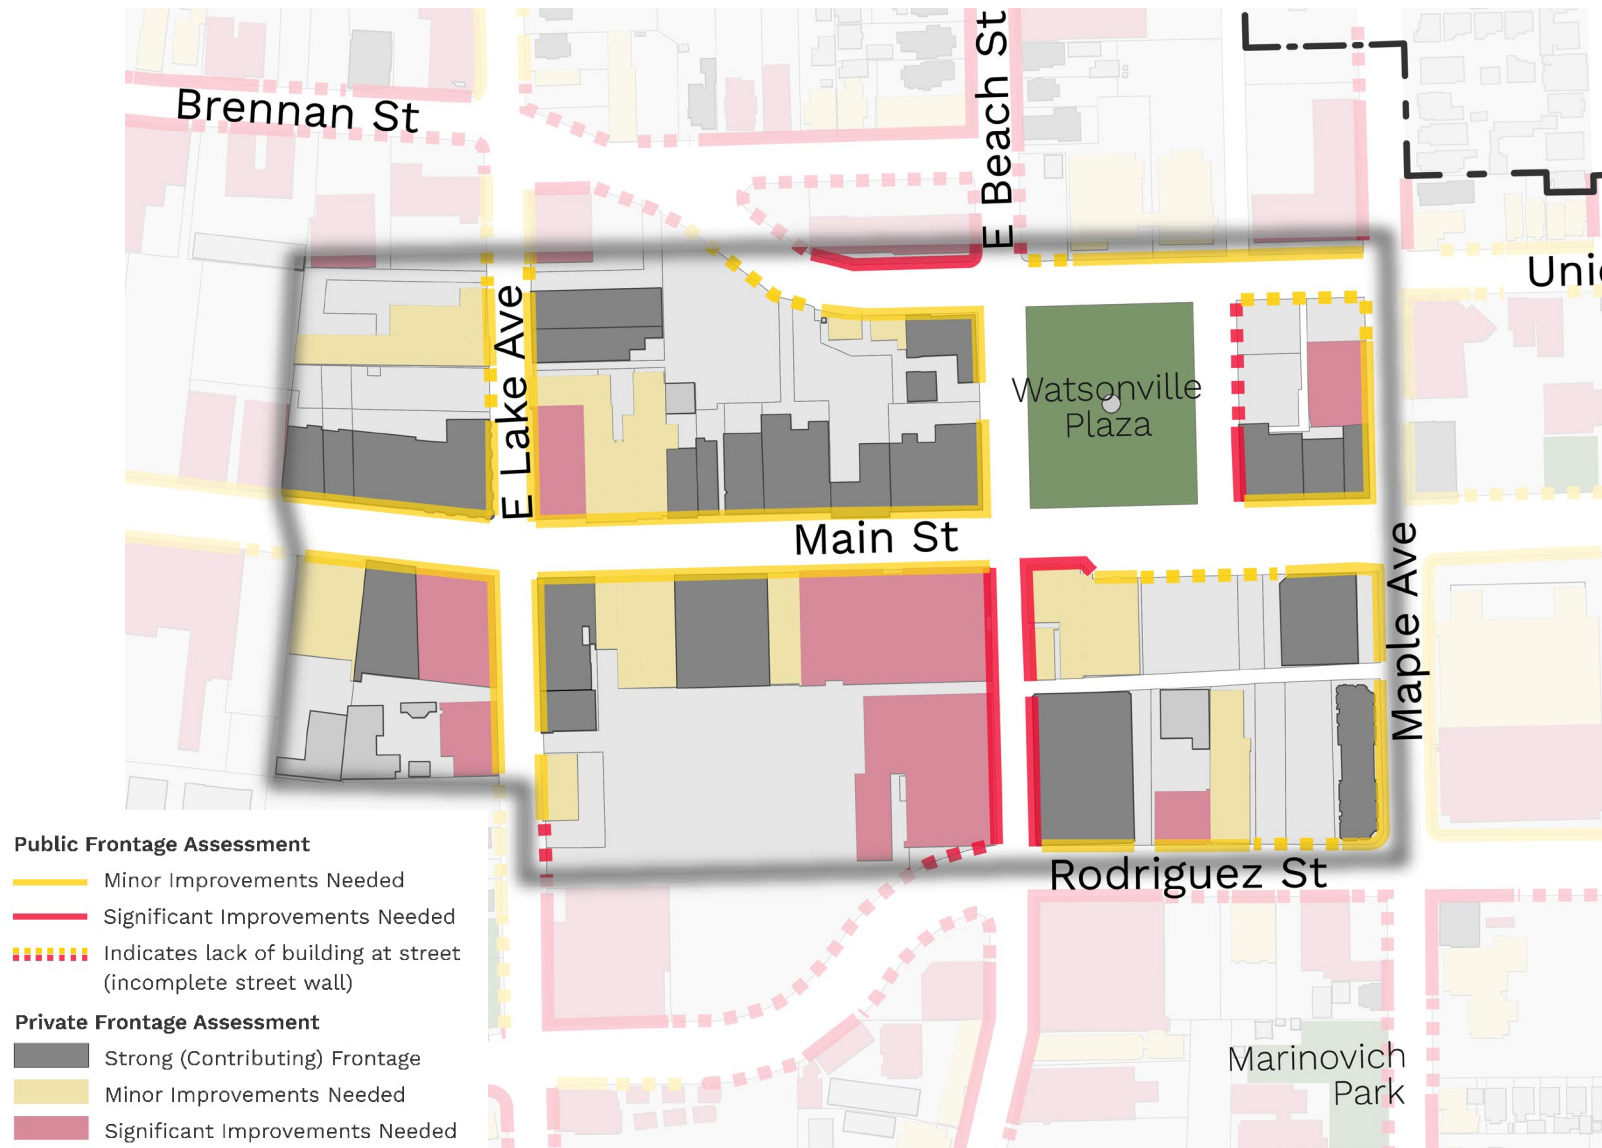 E Beach St
Brennan St
Unio
E Lake Ave
Watsonville
Plaza
Main St
Maple Ave
Rodriguez St
Public Frontage Assessment
Minor Improvements Needed
Significant Improvements Needed
Indicates lack of building at street
(incomplete street wall)
Private Frontage Assessment
Strong (Contributing) Frontage
Minor Improvements Needed
Significant Improvements Needed
Marinovich
Park